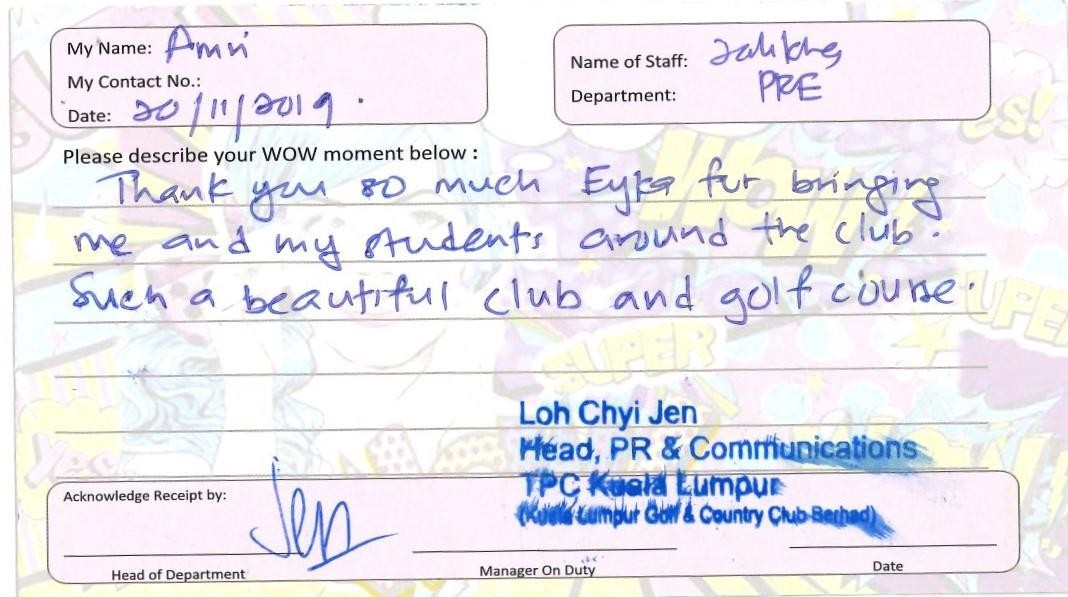 My Name: Amri
My Contact No.:
Date: 20/11/2019.
Name of Staff:
Department: PRE
Please describe your WOW moment below :
Thank you so much Eyka for bringing
me and my students around the club.
Such a beautiful club and golf course.
SUPER
Yes
Loh Chyi Jen
Head, PR & Communications
TPC Kuala Lumpur
(Kuala Lumpur Golf & Country Club Berhad)
Acknowledge Receipt by:
Jen
Head of Department
Manager On Duty
Date